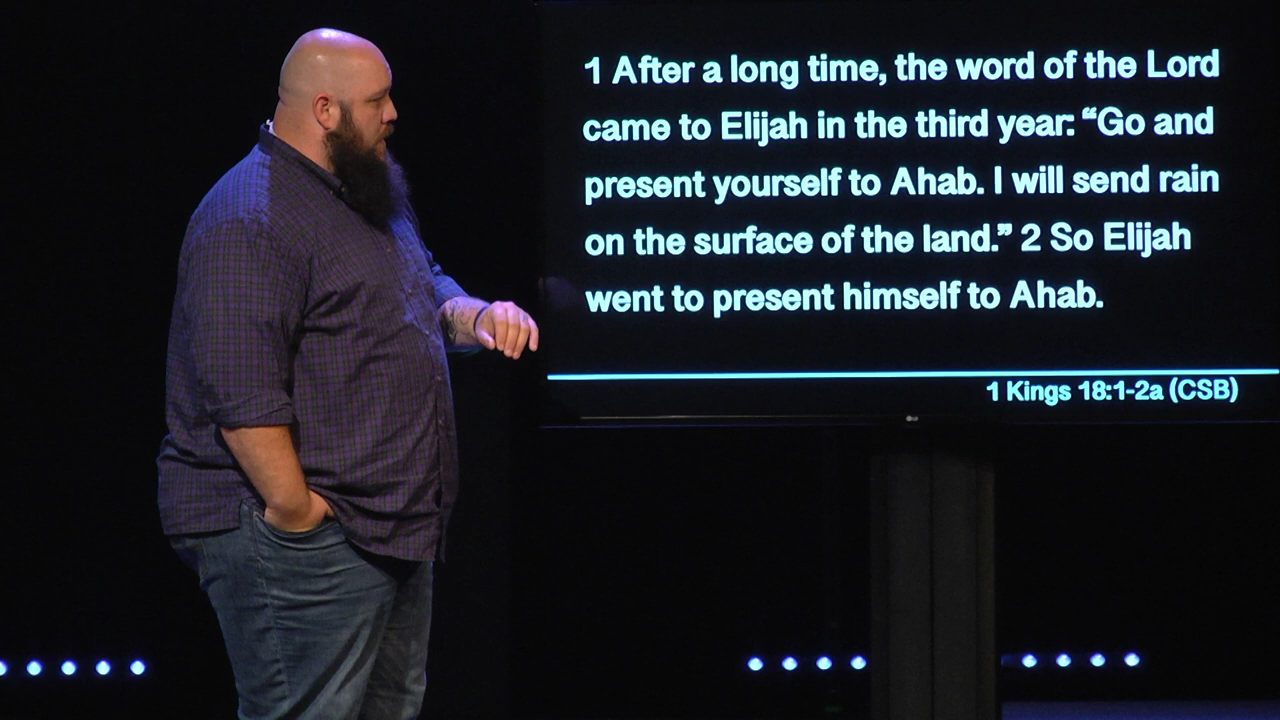 1 After a long time, the word of the Lord
came to Elijah in the third year: “Go and
present yourself to Ahab. I will send rain
on the surface of the land.” 2 So Elijah
went to present himself to Ahab.
1 Kings 18:1-2a (CSB)
LG